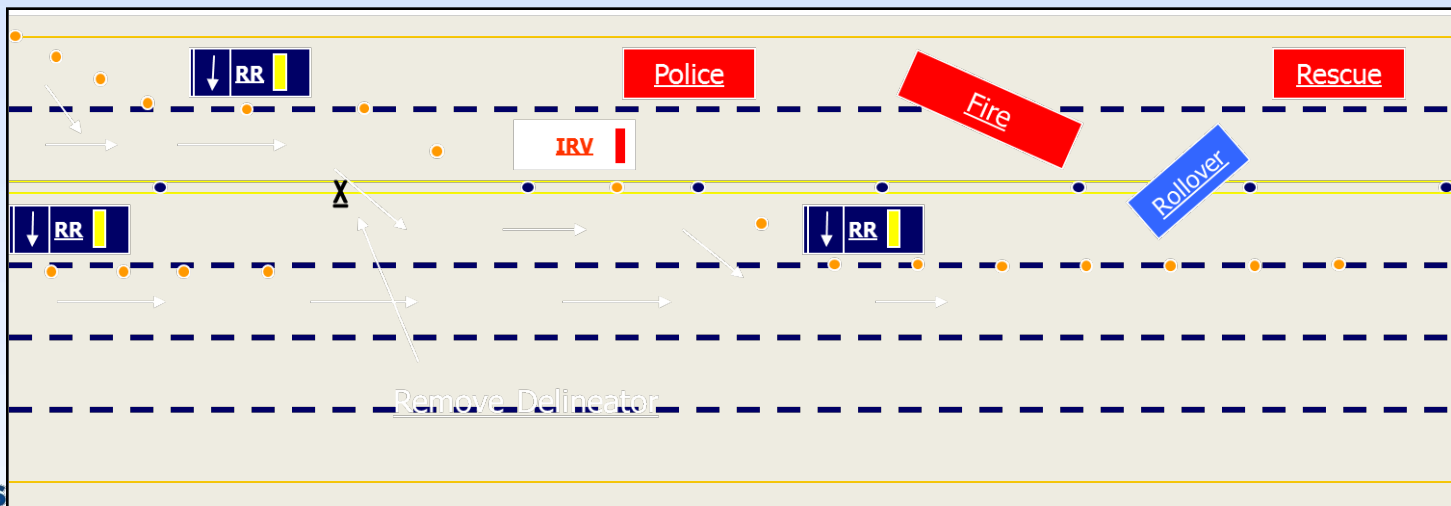 RR
Police
Fire
Rescue
IRV
Rollover
X
RR
RR
Remove Delineator
s